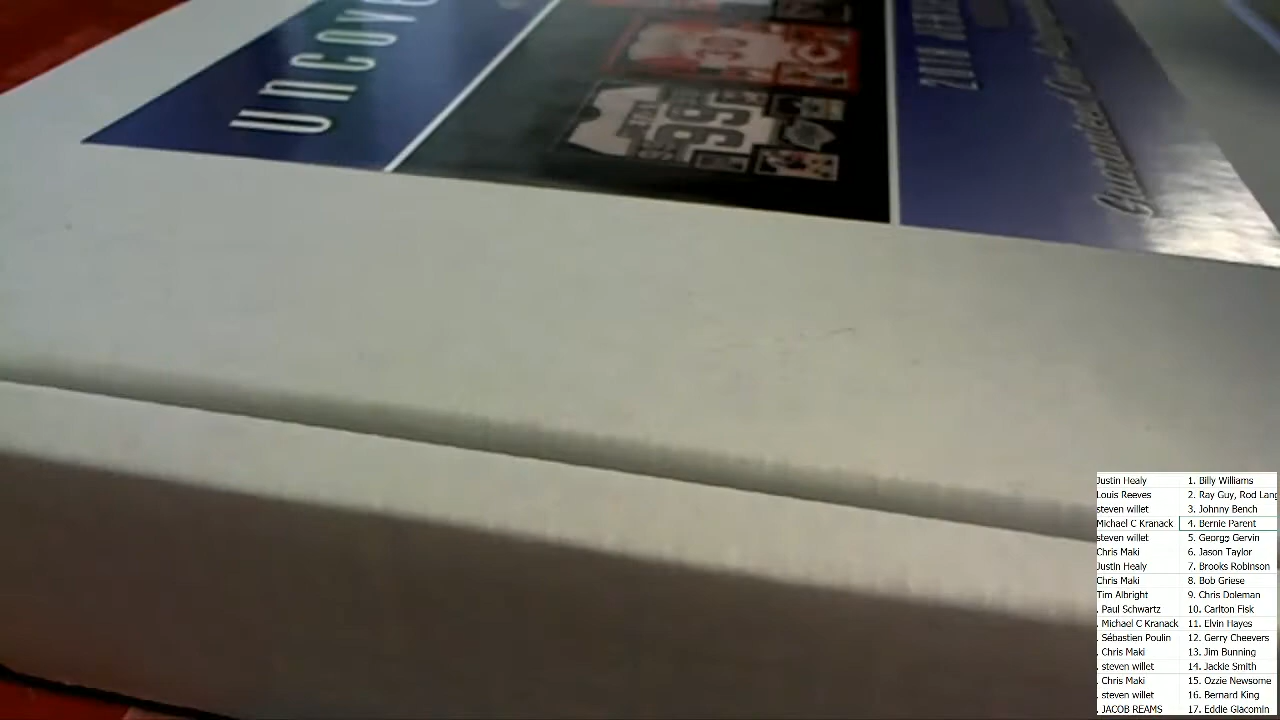 uncove
99
2018
Guaranteed
Justin Healy 1. Billy Williams
Louis Reeves 2. Ray Guy, Rod Lang
steven willet 3. Johnny Bench
Michael C Kranack 4. Bernie Parent
steven willet 5. George Gervin
Chris Maki 6. Jason Taylor
Justin Healy 7. Brooks Robinson
Chris Maki 8. Bob Griese
Tim Albright 9. Chris Doleman
. Paul Schwartz 10. Carlton Fisk
. Michael C Kranack 11. Elvin Hayes
. Sébastien Poulin 12. Gerry Cheevers
. Chris Maki 13. Jim Bunning
. steven willet 14. Jackie Smith
. Chris Maki 15. Ozzie Newsome
. steven willet 16. Bernard King
. JACOB REAMS 17. Eddie Giacomin